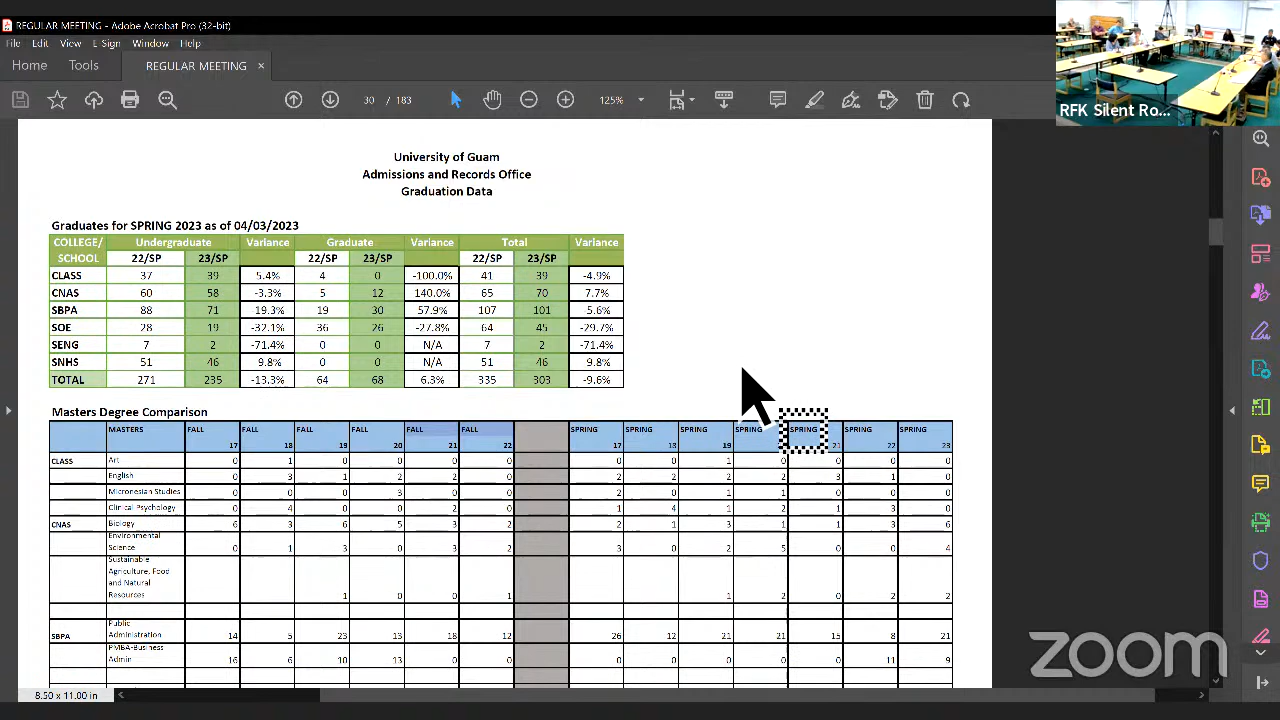 REGULAR MEETING - Adobe Acrobat Pro (32-bit)
File Edit View E-Sign Window Help
Home Tools REGULAR MEETING ×
30 / 183 125%
RFK Silent Ro...
University of Guam
Admissions and Records Office
Graduation Data
Graduates for SPRING 2023 as of 04/03/2023
COLLEGE/ Undergraduate Variance Graduate Variance Total Variance
SCHOOL 22/SP 23/SP 22/SP 23/SP 22/SP 23/SP
CLASS 37 39 5.4% 4 0 -100.0% 41 39 -4.9%
CNAS 60 58 -3.3% 5 12 140.0% 65 70 7.7%
SBPA 88 71 19.3% 19 30 57.9% 107 101 5.6%
SOE 28 19 -32.1% 36 26 -27.8% 64 45 -29.7%
SENG 7 2 -71.4% 0 0 N/A 7 2 -71.4%
SNHS 51 46 9.8% 0 0 N/A 51 46 9.8%
TOTAL 271 235 -13.3% 64 68 6.3% 335 303 -9.6%
Masters Degree Comparison
MASTERS FALL FALL FALL FALL FALL FALL SPRING SPRING SPRING SPRING SPRING SPRING SPRING
17 18 19 20 21 22 17 18 19 21 22 23
CLASS Art 0 1 0 0 0 0 0 0 1 0 0 0 0
English 0 3 1 2 2 0 2 2 2 2 3 1 0
Micronesian Studies 0 0 0 3 0 0 2 0 1 1 0 0 0
Clinical Psychology 0 4 0 0 2 0 1 4 1 2 1 3 0
CNAS Biology 6 3 6 5 3 2 2 1 3 1 1 3 6
Environmental
Science 0 1 3 0 3 2 3 0 2 5 0 0 4
Sustainable
Agriculture, Food
and Natural
Resources 1 0 1 1 2 0 2 2
Public
SBPA Administration 14 5 23 13 18 12 26 12 21 21 15 8 21
PMBA-Business
Admin 16 6 10 13 0 0 0 0 0 0 0 11 9
zoom
8.50 x 11.00 in